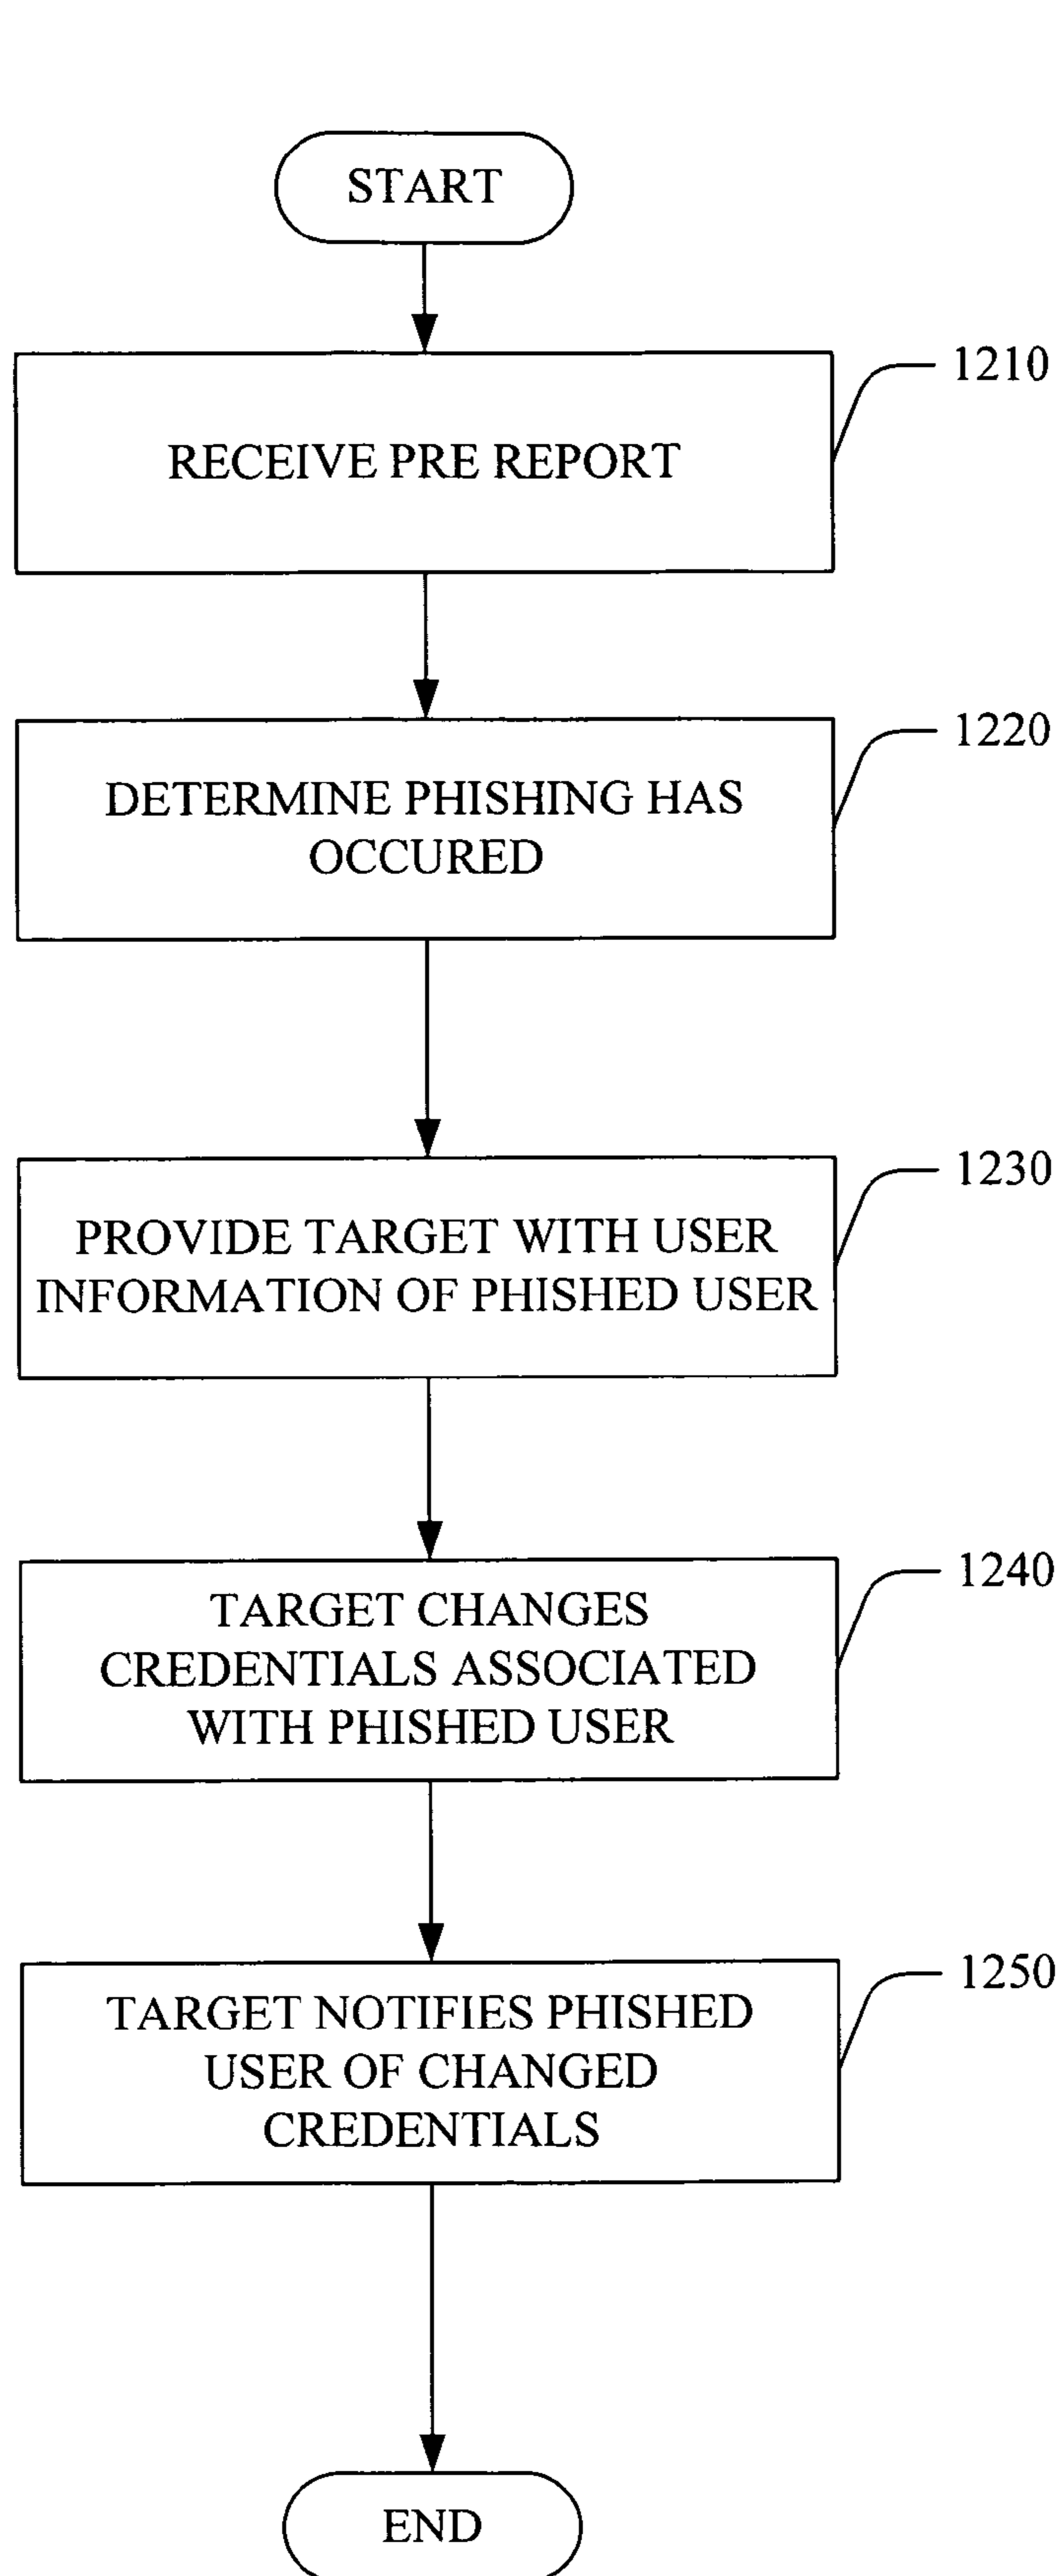 START
RECEIVE PRE REPORT
1210
DETERMINE PHISHING HAS
OCCURED
1220
PROVIDE TARGET WITH USER
INFORMATION OF PHISHED USER
1230
TARGET CHANGES
CREDENTIALS ASSOCIATED
WITH PHISHED USER
1240
TARGET NOTIFIES PHISHED
USER OF CHANGED
CREDENTIALS
1250
END